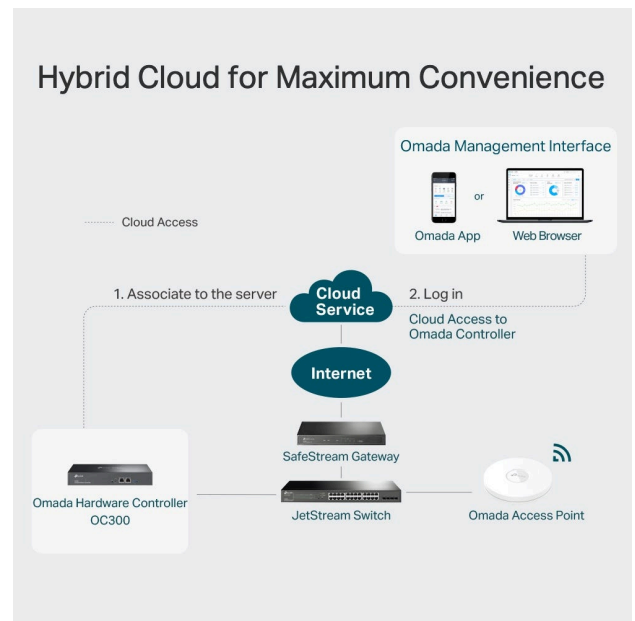 Hybrid Cloud for Maximum Convenience
Omada Management Interface
or
Omada App
Web Browser
Cloud Access
1. Associate to the server
Cloud
Service
2. Log in
Cloud Access to
Omada Controller
Internet
SafeStream Gateway
Omada Hardware Controller
OC300
JetStream Switch
Omada Access Point